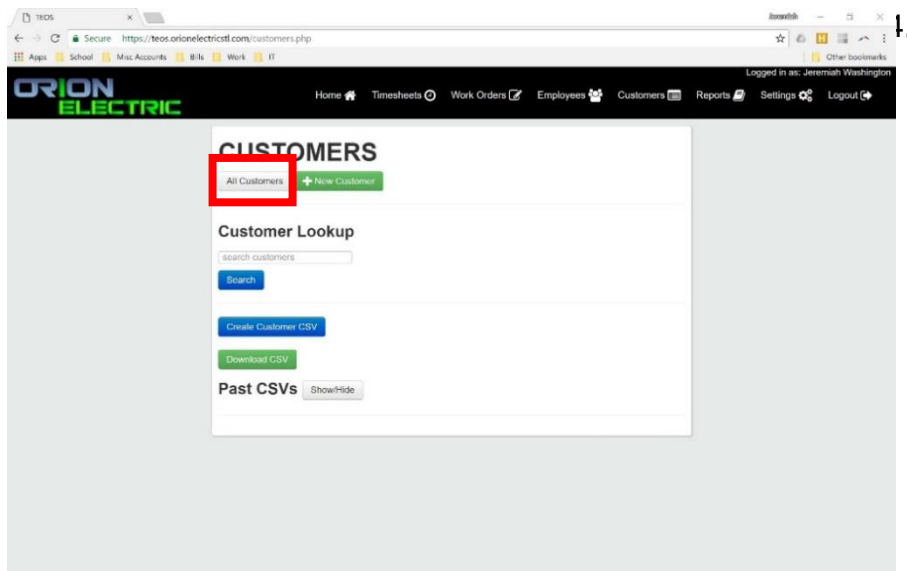 TEOS
Secure https://teos.orionelectricstl.com/customers.php
Apps School Misc Accounts Bills Work IT Other bookmarks
Logged in as: Jeremiah Washington
ORION ELECTRIC
Home Timesheets Work Orders Employees Customers Reports Settings Logout
CUSTOMERS
All Customers New Customer
Customer Lookup
search customers
Search
Create Customer CSV
Download CSV
Past CSVs Show/Hide